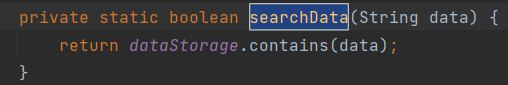 private static boolean searchData(String data) {
    return dataStorage.contains(data);
}